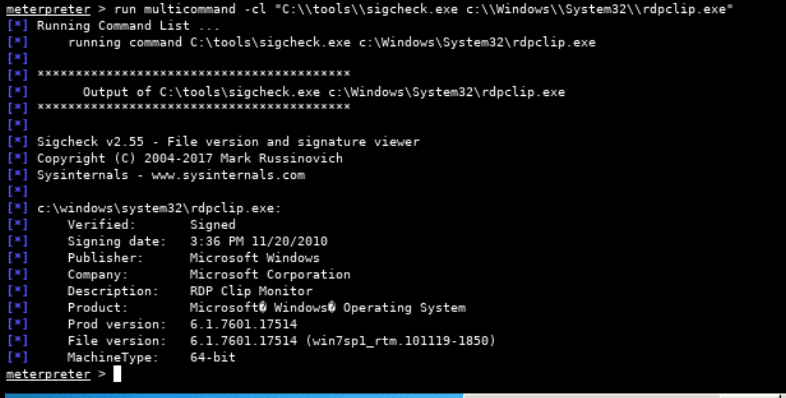 meterpreter > run multicommand -cl "C:\\tools\\sigcheck.exe c:\\Windows\\System32\\rdpclip.exe"
[*] Running Command List ...
[*]     running command C:\tools\sigcheck.exe c:\Windows\System32\rdpclip.exe
[*]
[*] *****************************************
[*]       Output of C:\tools\sigcheck.exe c:\Windows\System32\rdpclip.exe
[*] *****************************************
[*]
[*] Sigcheck v2.55 - File version and signature viewer
[*] Copyright (C) 2004-2017 Mark Russinovich
[*] Sysinternals - www.sysinternals.com
[*]
[*] c:\windows\system32\rdpclip.exe:
[*]     Verified:       Signed
[*]     Signing date:   3:36 PM 11/20/2010
[*]     Publisher:      Microsoft Windows
[*]     Company:        Microsoft Corporation
[*]     Description:    RDP Clip Monitor
[*]     Product:        Microsoft� Windows� Operating System
[*]     Prod version:   6.1.7601.17514
[*]     File version:   6.1.7601.17514 (win7sp1_rtm.101119-1850)
[*]     MachineType:    64-bit
meterpreter >